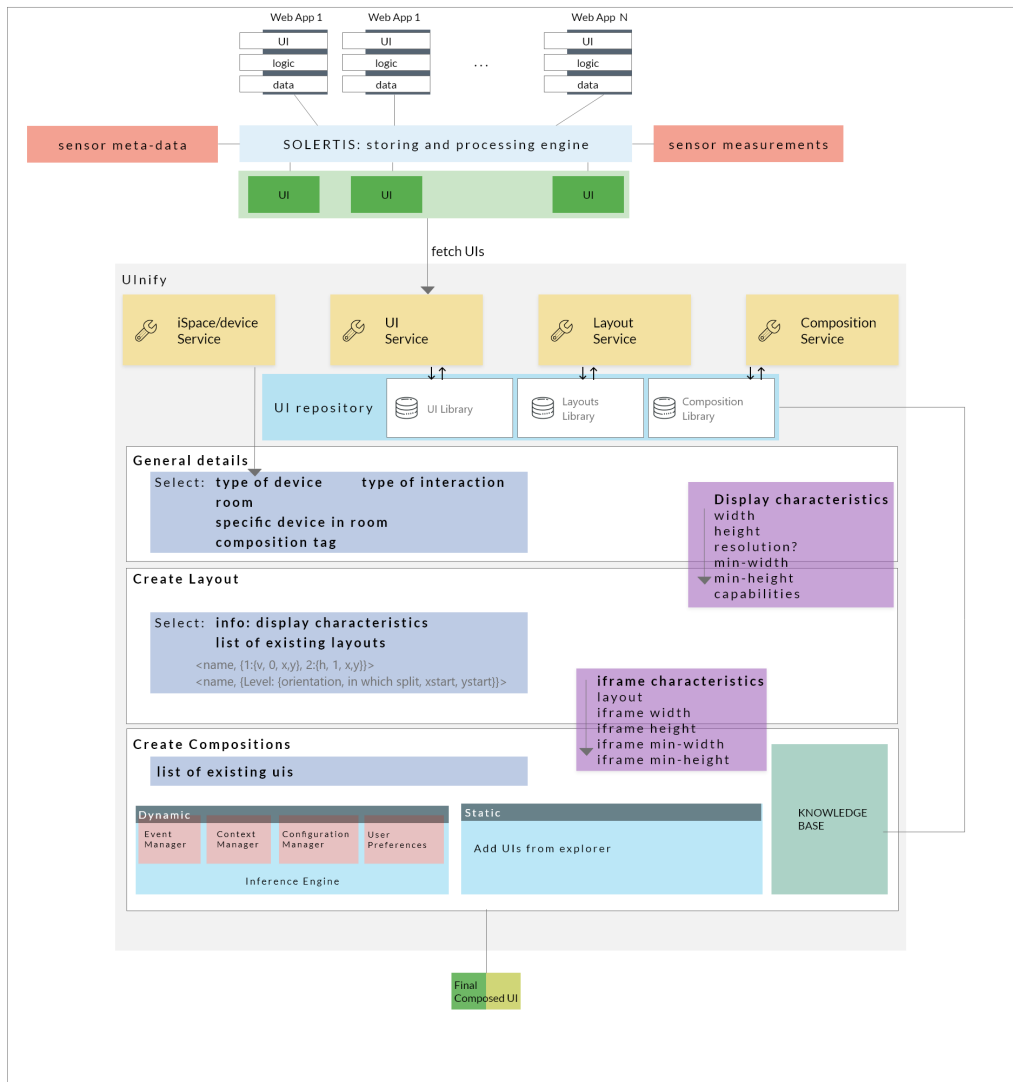 Web App 1
Web App 1
Web App N
UI
UI
UI
logic
logic
...
logic
data
data
data
sensor meta-data
SOLERTIS: storing and processing engine
sensor measurements
UI
UI
UI
fetch UIs
UInify
iSpace/device
Service
UI
Service
Layout
Service
Composition
Service
UI repository
UI Library
Layouts
Library
Composition
Library
General details
Select: type of device type of interaction
room
specific device in room
composition tag
Display characteristics
width
height
resolution?
min-width
min-height
capabilities
Create Layout
Select: info: display characteristics
list of existing layouts
<name, {1:{v, 0, x,y}, 2:{h, 1, x,y}}>
<name, {Level: {orientation, in which split, xstart, ystart}}>
iframe characteristics
layout
iframe width
iframe height
iframe min-width
iframe min-height
Create Compositions
list of existing uis
Dynamic
Event
Manager
Context
Manager
Configuration
Manager
User
Preferences
Inference Engine
Static
Add UIs from explorer
KNOWLEDGE
BASE
Final
Composed UI